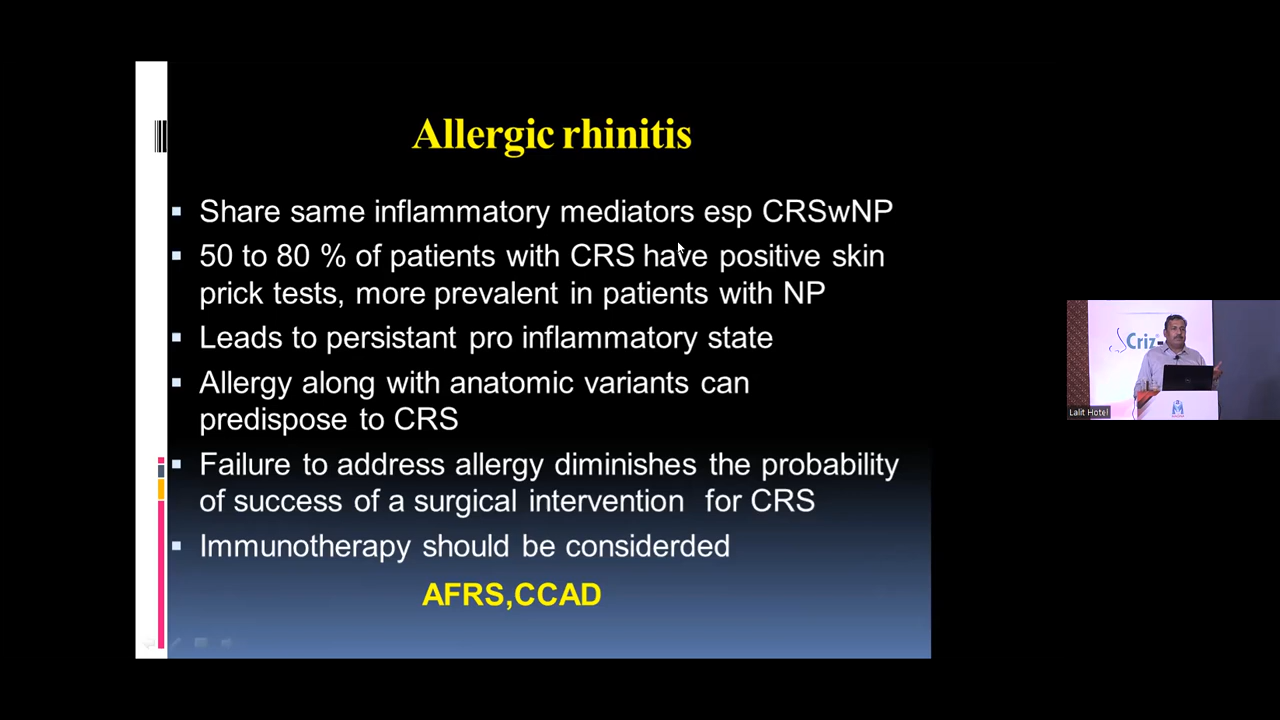 Allergic rhinitis
Share same inflammatory mediators esp CRSwNP
50 to 80 % of patients with CRS have positive skin
prick tests, more prevalent in patients with NP
Leads to persistant pro inflammatory state
Allergy along with anatomic variants can
predispose to CRS
Failure to address allergy diminishes the probability
of success of a surgical intervention for CRS
Immunotherapy should be considerded
AFRS,CCAD
Criz
Lalit Hotel